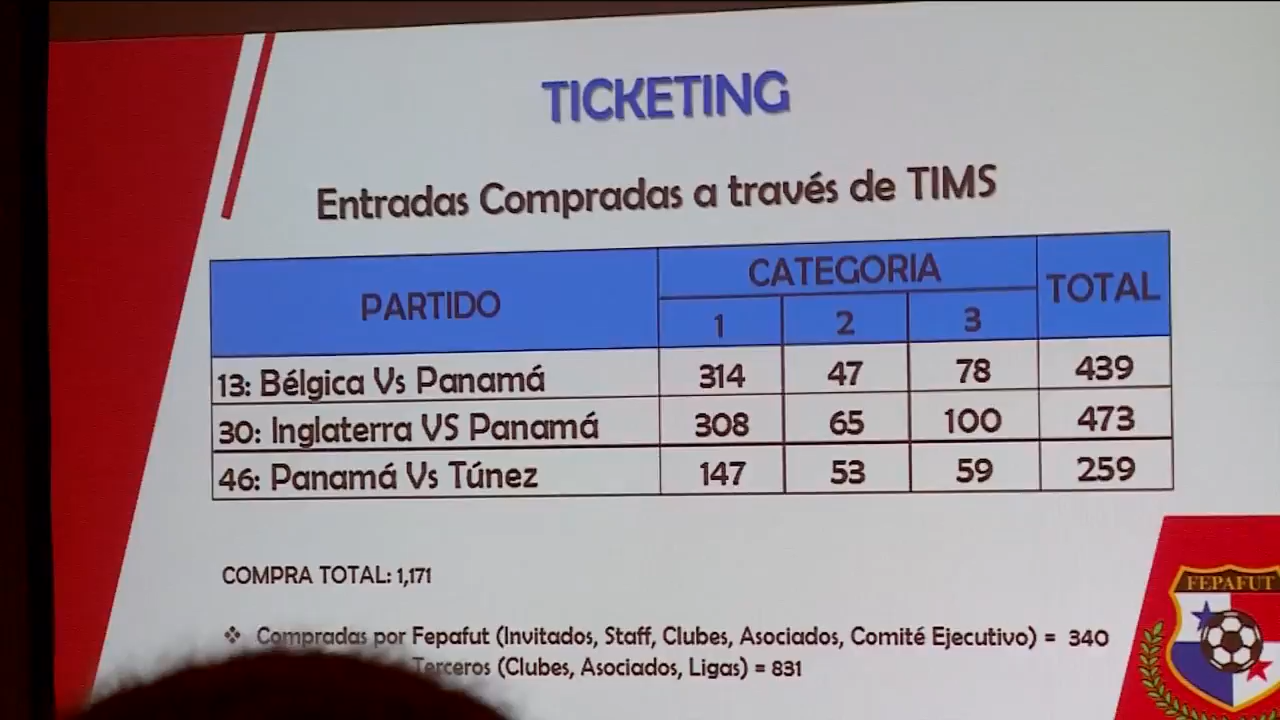 TICKETING
Entradas Compradas a través de TIMS
PARTIDO CATEGORIA TOTAL
1 2 3
13: Bélgica Vs Panamá 314 47 78 439
30: Inglaterra VS Panamá 308 65 100 473
46: Panamá Vs Túnez 147 53 59 259
COMPRA TOTAL: 1,171
❖ Compradas por Fepafut (Invitados, Staff, Clubes, Asociados, Comité Ejecutivo) = 340
Terceros (Clubes, Asociados, Ligas) = 831
FEPAFUT